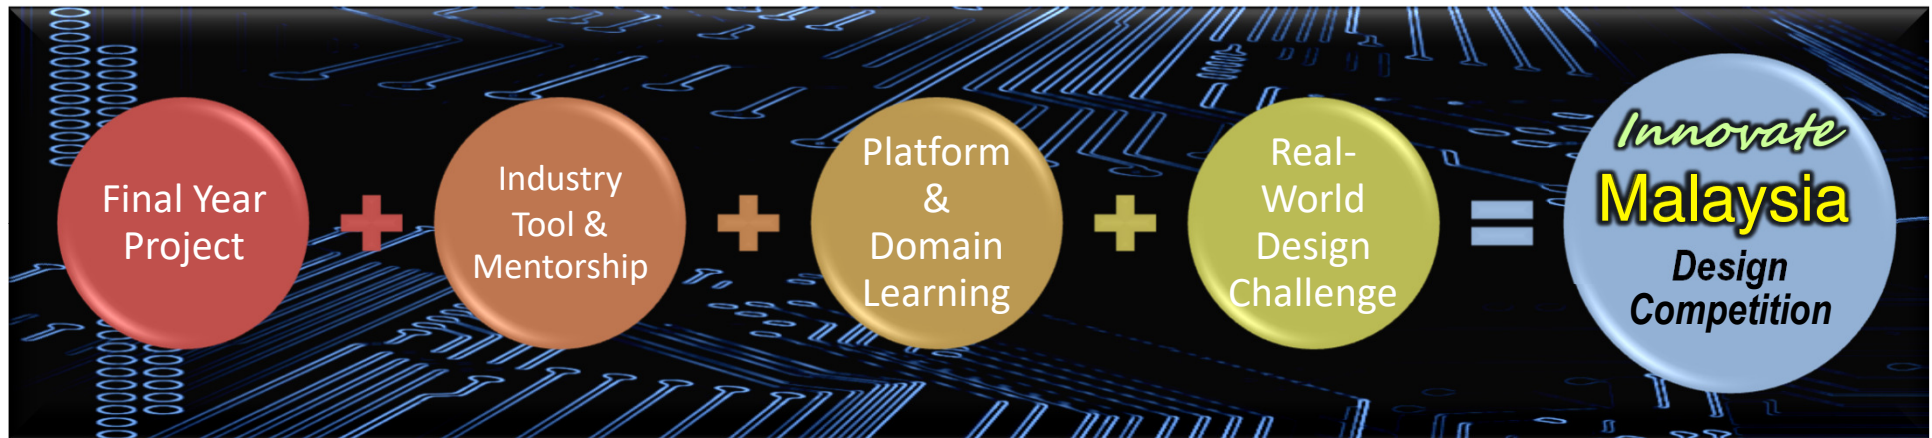 Final Year
Project
Industry
Tool &
Mentorship
Platform
&
Domain
Learning
Real-
World
Design
Challenge
Innovate
Malaysia
Design
Competition